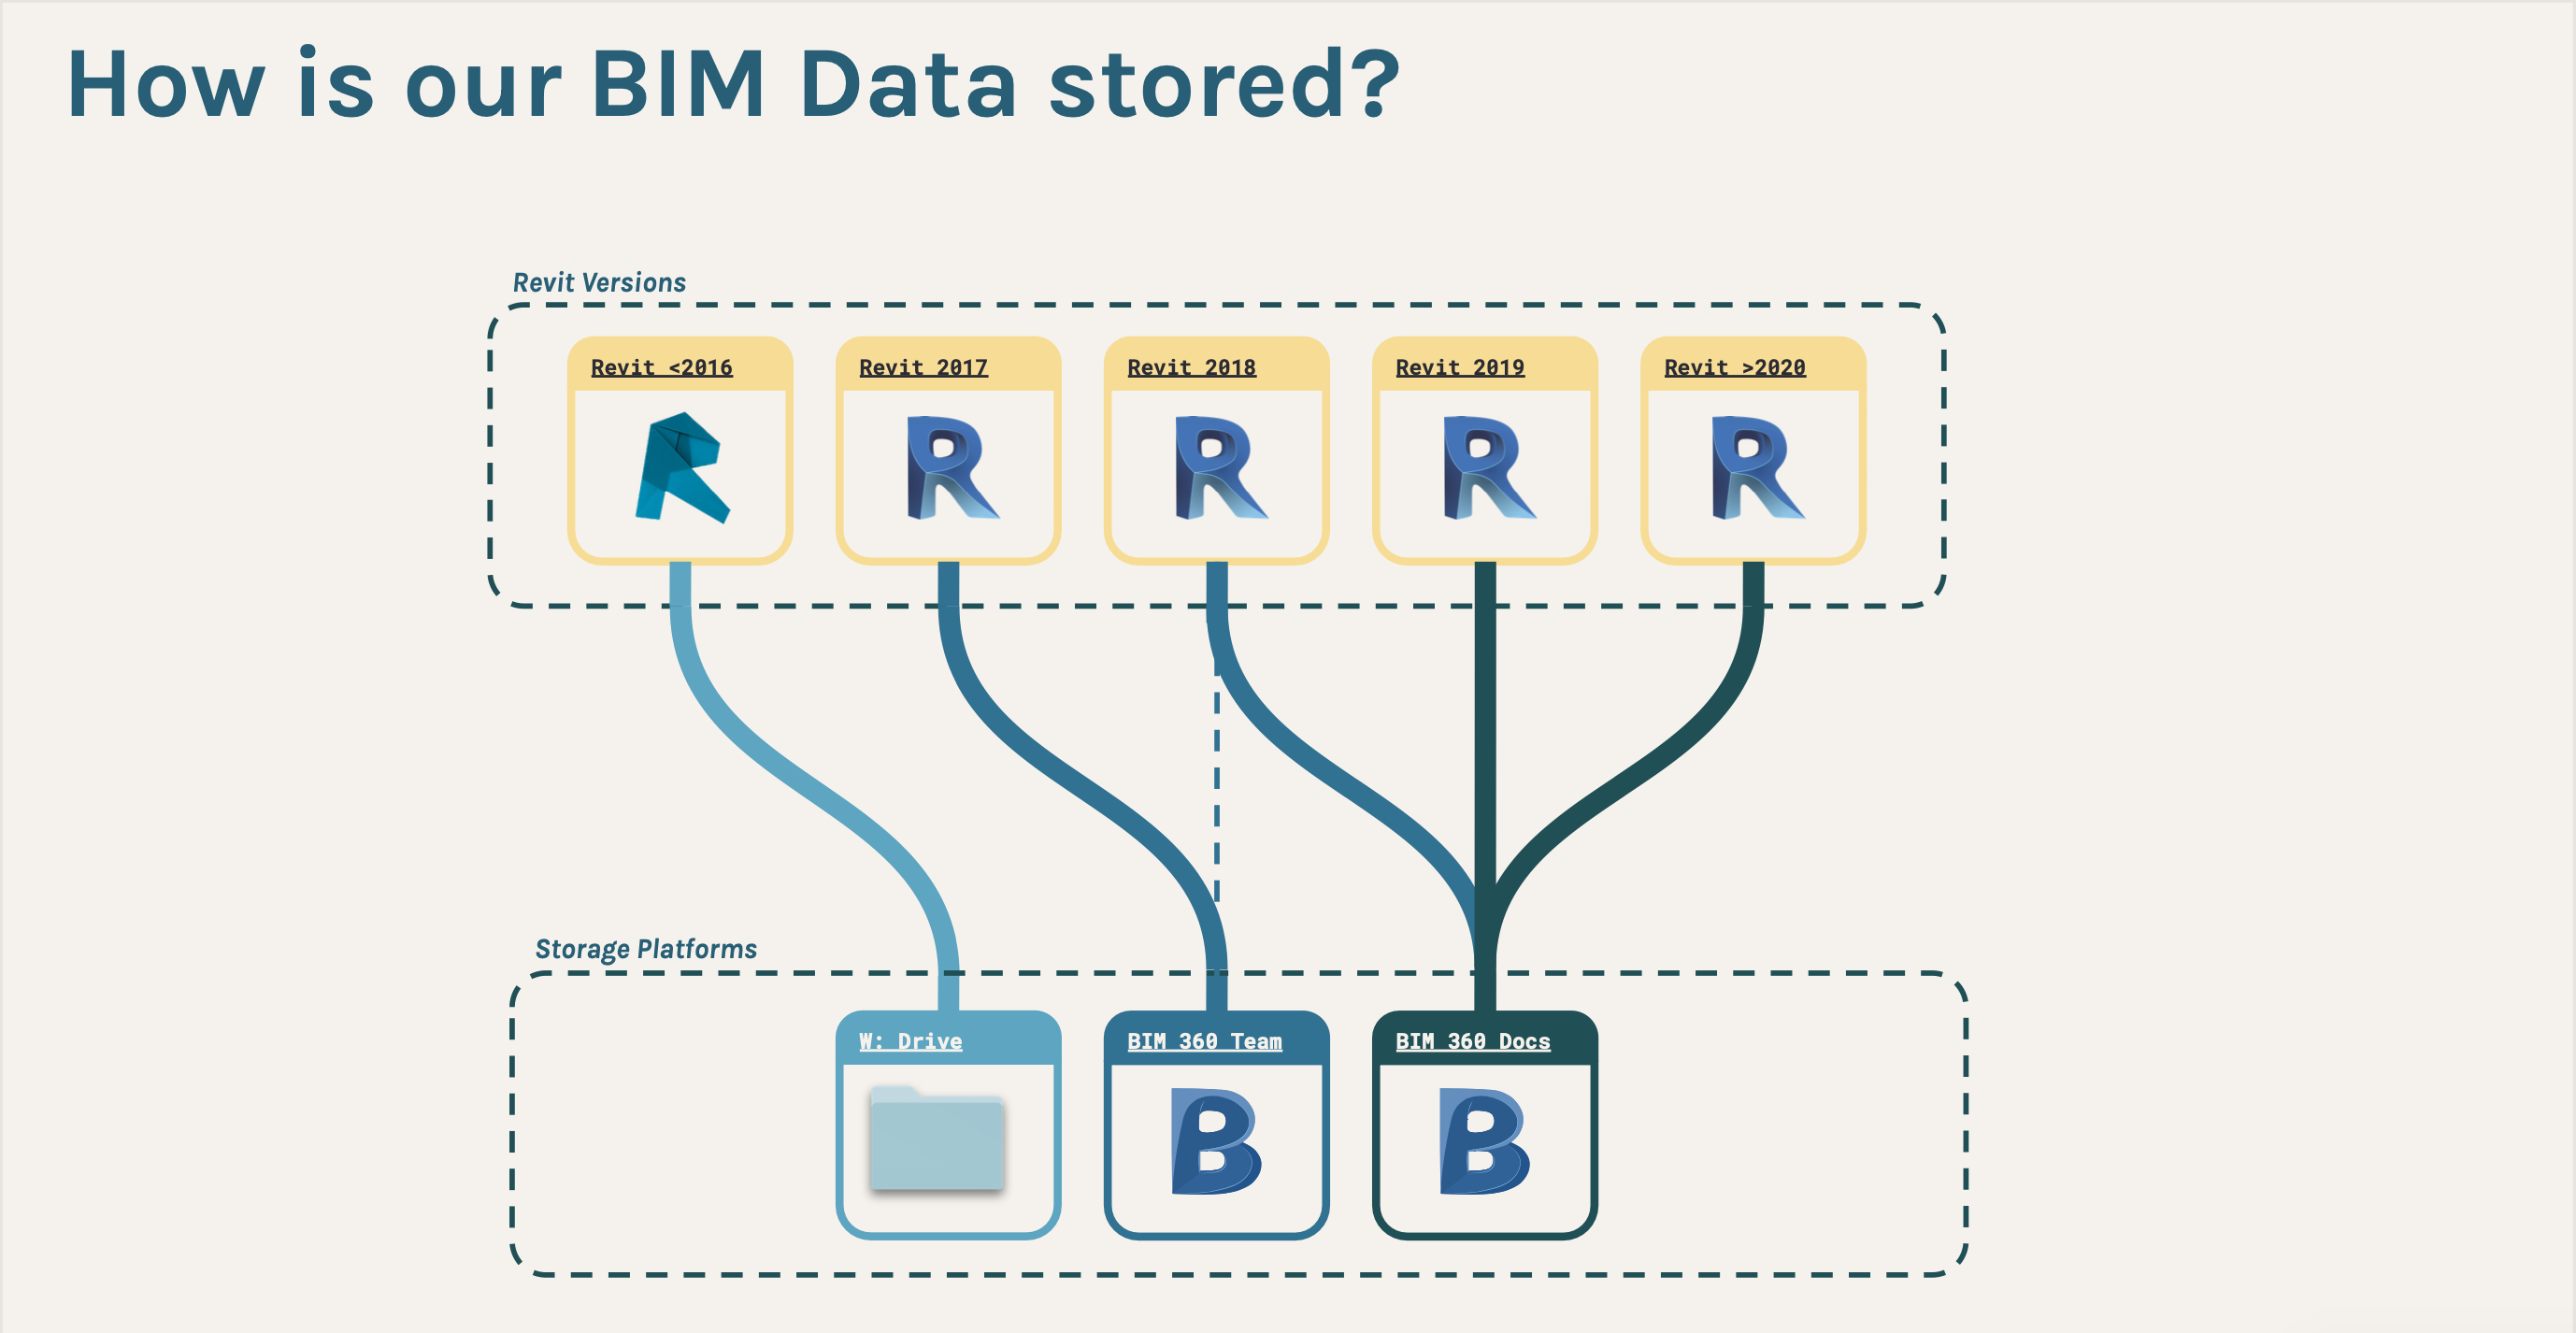 How is our BIM Data stored?
Revit Versions
Revit <2016
Revit 2017
Revit 2018
Revit 2019
Revit >2020
Storage Platforms
W: Drive
BIM 360 Team
BIM 360 Docs